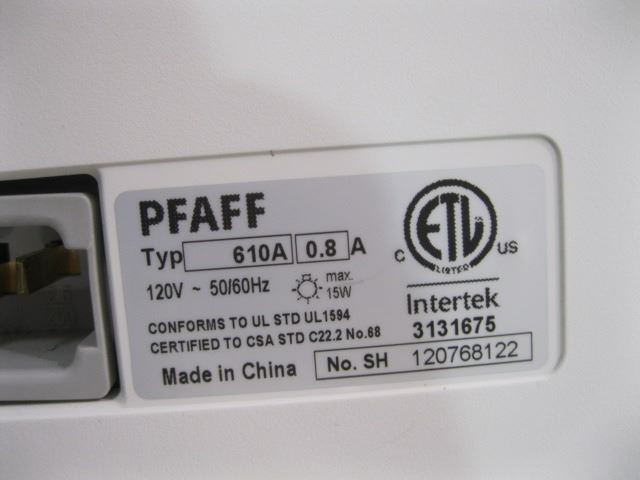 PFAFF
Typ 610A 0.8 A
120V ~ 50/60Hz max. 15W
CONFORMS TO UL STD UL1594
CERTIFIED TO CSA STD C22.2 No.68
Made in China
ETL
LISTED
C US
Intertek
3131675
No. SH 120768122